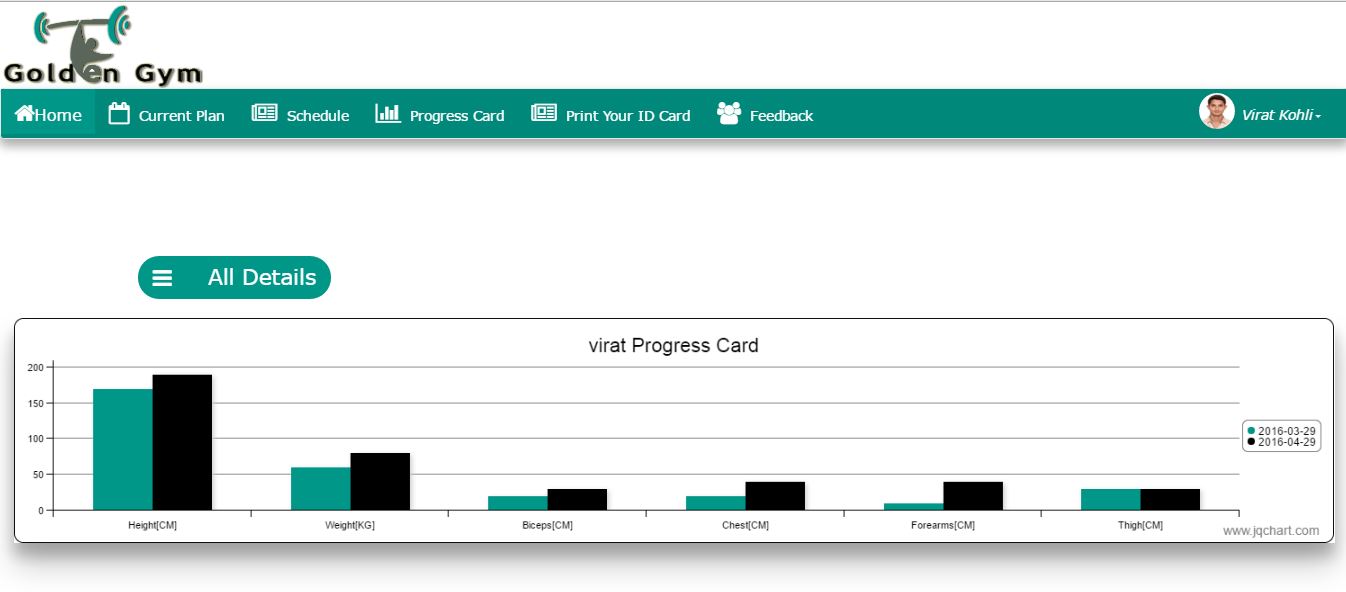 Golden Gym
Home Current Plan Schedule Progress Card Print Your ID Card Feedback Virat Kohli
All Details
virat Progress Card
200
150
100
50
0
2016-03-29
2016-04-29
Height[CM] Weight[KG] Biceps[CM] Chest[CM] Forearms[CM] Thigh[CM]
www.jqchart.com